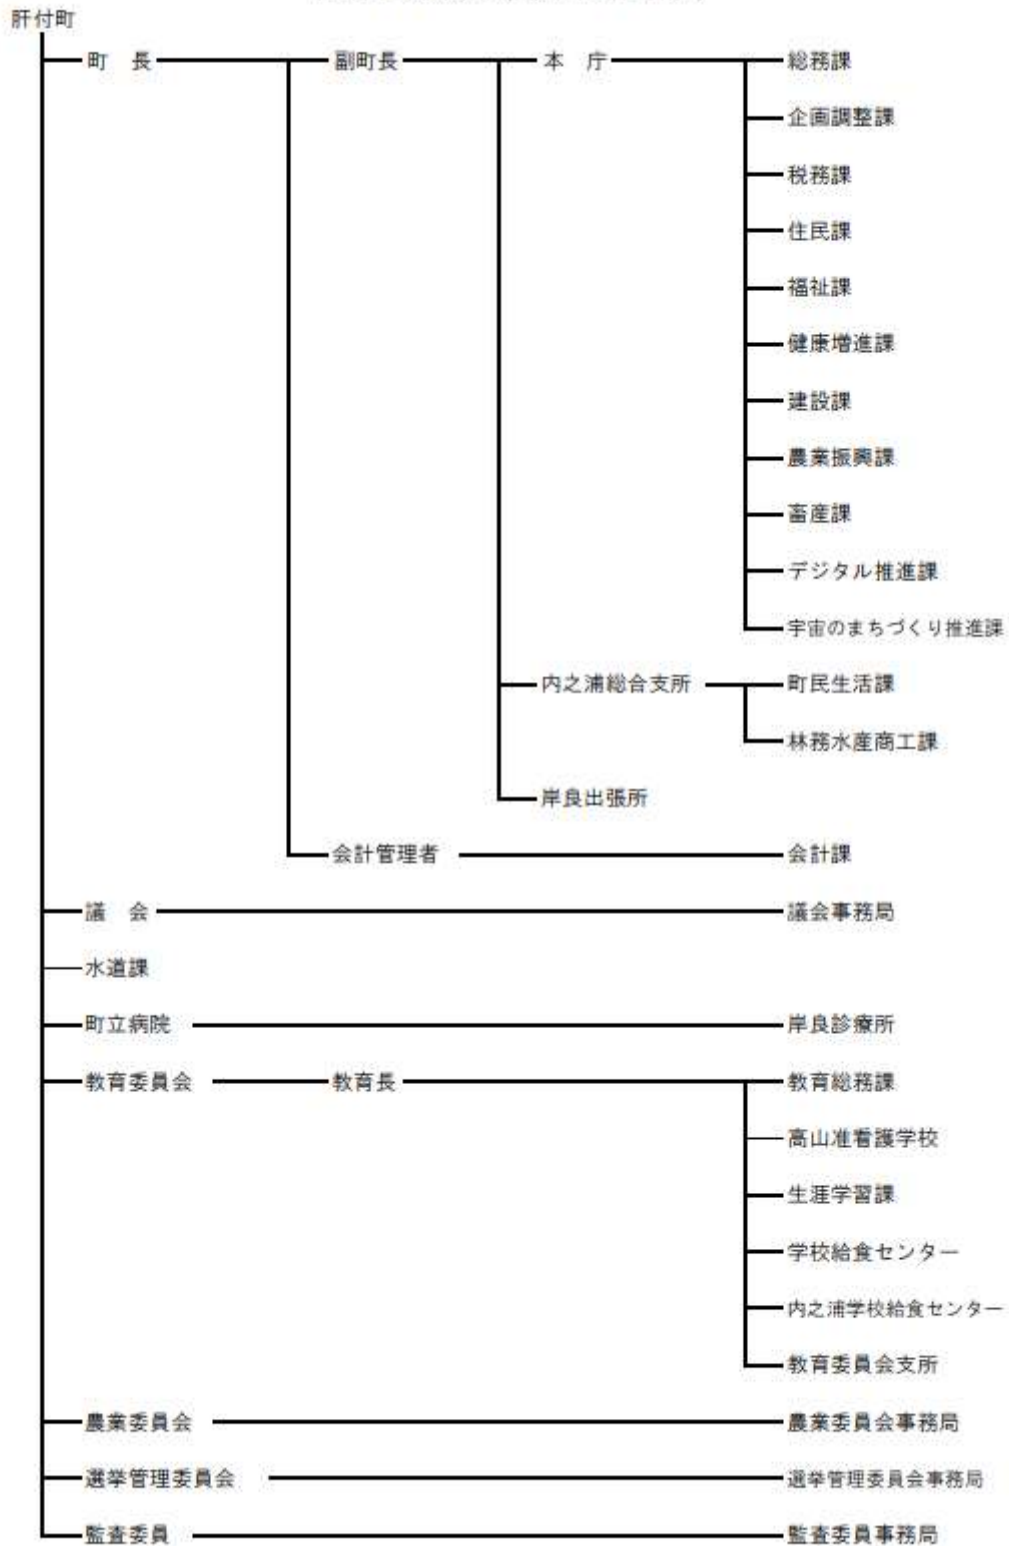 肝付町
町　長　副町長　本　庁　総務課
企画調整課
税務課
住民課
福祉課
健康増進課
建設課
農業振興課
畜産課
デジタル推進課
宇宙のまちづくり推進課
内之浦総合支所　町民生活課
林務水産商工課
岸良出張所
会計管理者　会計課
議　会　議会事務局
水道課
町立病院　岸良診療所
教育委員会　教育長　教育総務課
高山准看護学校
生涯学習課
学校給食センター
内之浦学校給食センター
教育委員会支所
農業委員会　農業委員会事務局
選挙管理委員会　選挙管理委員会事務局
監査委員　監査委員事務局